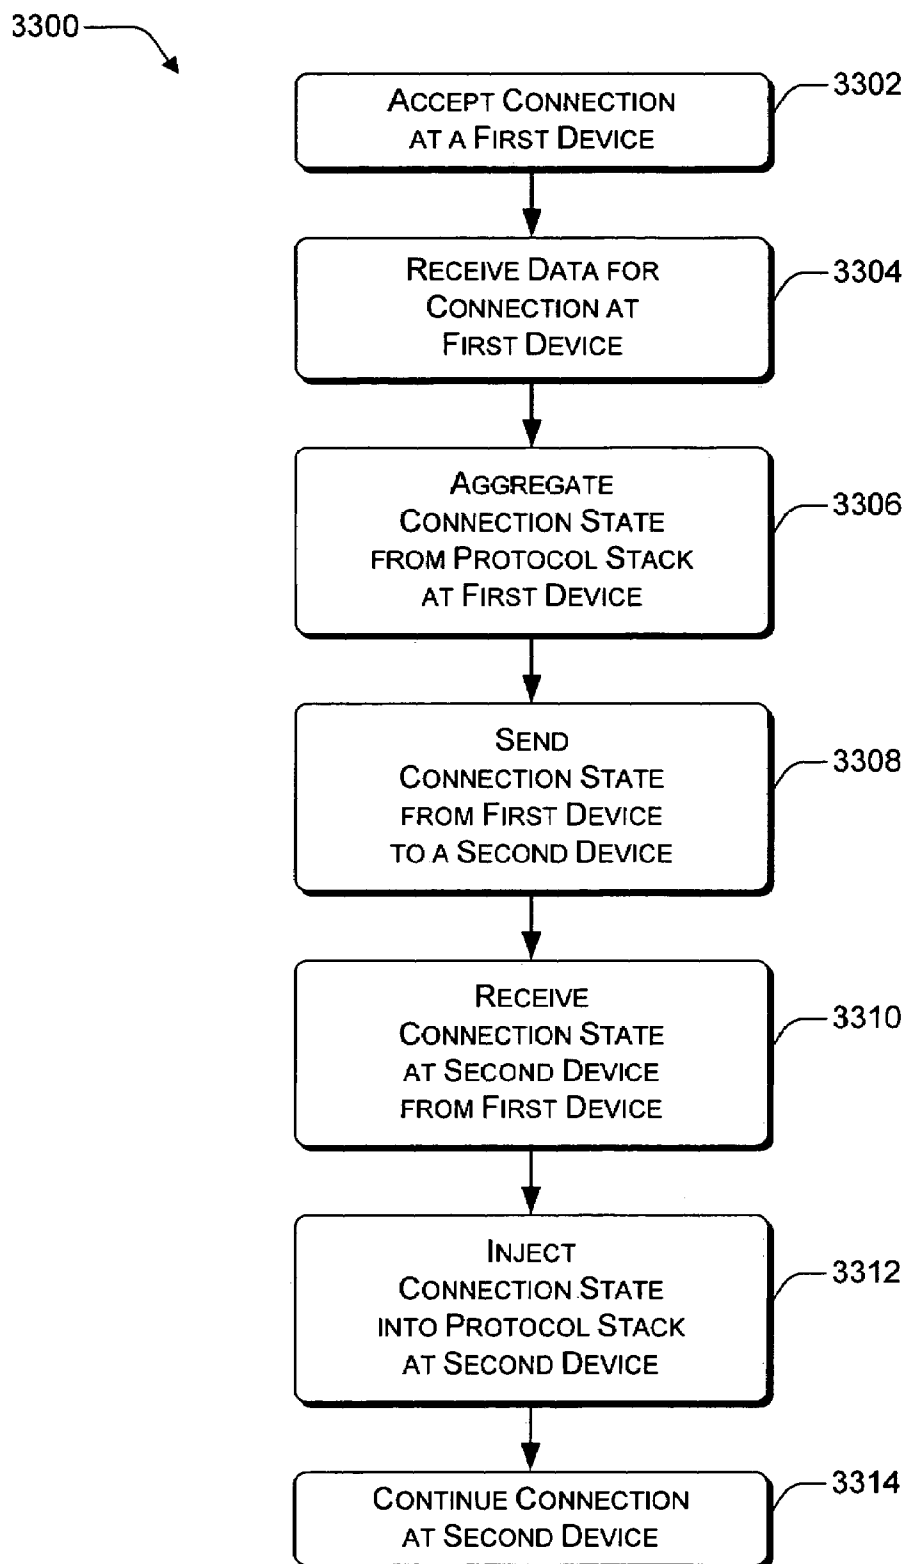 3300
ACCEPT CONNECTION
AT A FIRST DEVICE
3302
RECEIVE DATA FOR
CONNECTION AT
FIRST DEVICE
3304
AGGREGATE
CONNECTION STATE
FROM PROTOCOL STACK
AT FIRST DEVICE
3306
SEND
CONNECTION STATE
FROM FIRST DEVICE
TO A SECOND DEVICE
3308
RECEIVE
CONNECTION STATE
AT SECOND DEVICE
FROM FIRST DEVICE
3310
INJECT
CONNECTION STATE
INTO PROTOCOL STACK
AT SECOND DEVICE
3312
CONTINUE CONNECTION
AT SECOND DEVICE
3314